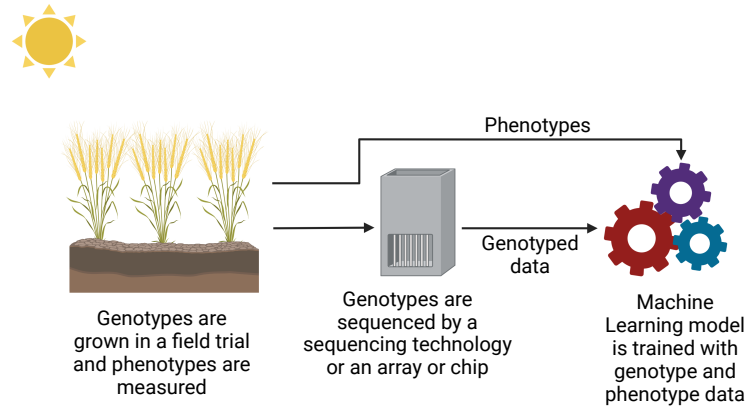 Phenotypes
Genotyped
data
Genotypes are
grown in a field trial
and phenotypes are
measured
Genotypes are
sequenced by a
sequencing technology
or an array or chip
Machine
Learning model
is trained with
genotype and
phenotype data